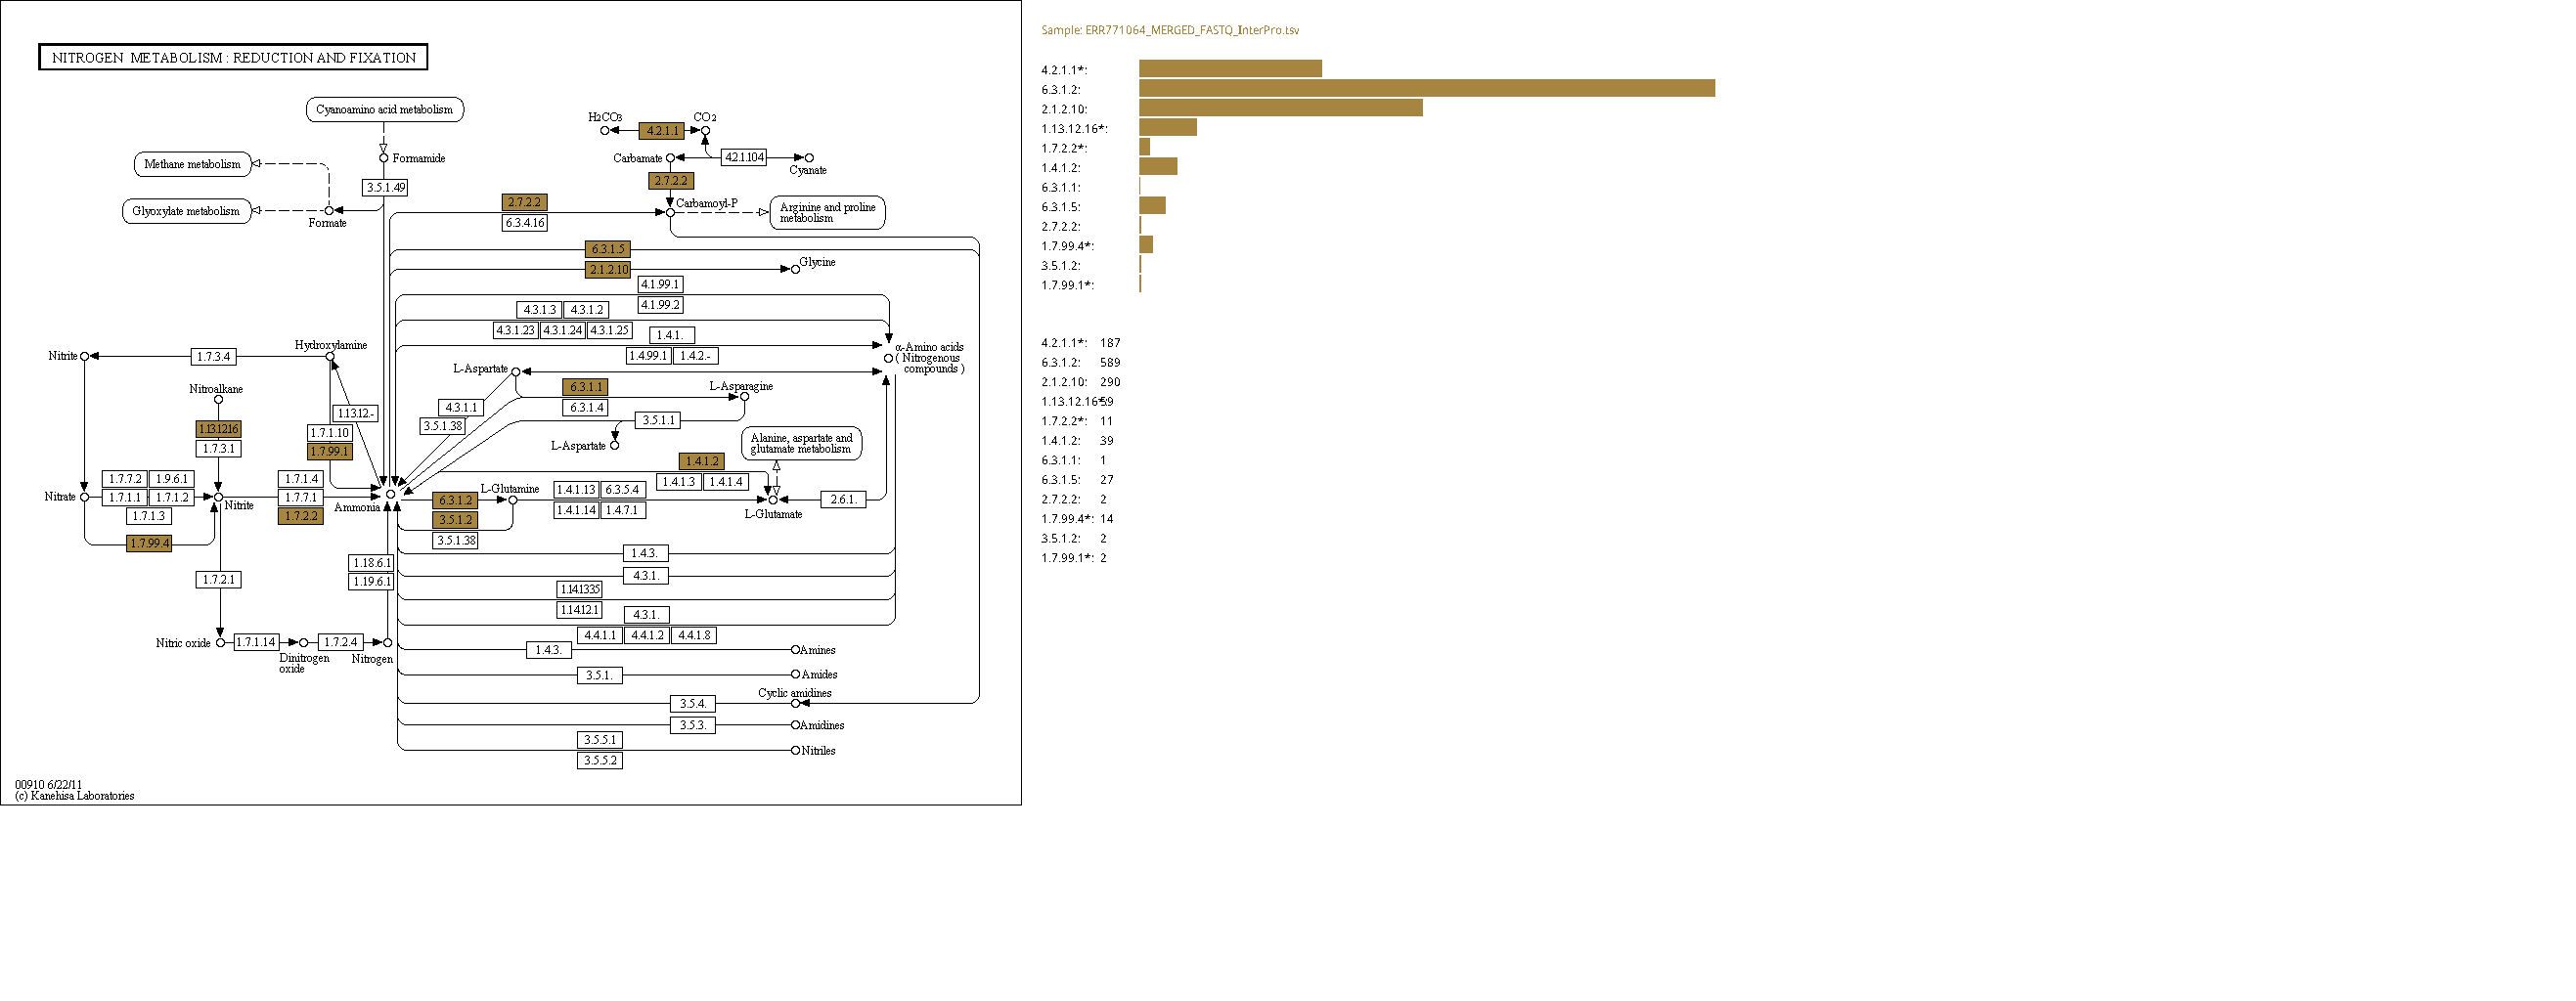 NITROGEN METABOLISM : REDUCTION AND FIXATION
Cyanoamino acid metabolism
H2CO3
4.2.1.1
CO2
Methane metabolism
Formamide
Carbamate
4.2.1.104
Cyanate
3.5.1.49
2.7.2.2
Glyoxylate metabolism
Formate
2.7.2.2
6.3.4.16
Carbamoyl-P
Arginine and proline
metabolism
6.3.1.5
2.1.2.10
Glycine
4.1.99.1
4.1.99.2
4.3.1.3
4.3.1.2
4.3.1.23
4.3.1.24
4.3.1.25
1.4.1.
1.4.99.1
1.4.2.-
α-Amino acids
( Nitrogenous
compounds )
Nitrite
1.7.3.4
Hydroxylamine
Nitroalkane
L-Aspartate
6.3.1.1
L-Asparagine
1.13.12.-
4.3.1.1
6.3.1.4
3.5.1.38
3.5.1.1
1.13.12.16
1.7.3.1
1.7.1.10
1.7.99.1
L-Aspartate
Alanine, aspartate and
glutamate metabolism
1.4.1.2
1.4.1.3
1.4.1.4
1.7.7.2
1.9.6.1
1.7.1.4
Nitrate
1.7.1.1
1.7.1.2
1.7.7.1
1.7.1.3
Nitrite
1.7.2.2
Ammonia
6.3.1.2
L-Glutamine
1.4.1.13
6.3.5.4
1.4.1.14
1.4.7.1
2.6.1.
L-Glutamate
3.5.1.2
3.5.1.38
1.7.99.4
1.18.6.1
1.19.6.1
1.4.3.
4.3.1.
1.7.2.1
1.14.13.35
1.14.12.1
4.3.1.
4.4.1.1
4.4.1.2
4.4.1.8
Nitric oxide
1.7.1.14
1.7.2.4
Dinitrogen
oxide
Nitrogen
1.4.3.
Amines
3.5.1.
Amides
Cyclic amidines
3.5.4.
3.5.3.
Amidines
3.5.5.1
3.5.5.2
Nitriles
00910 6/22/11
(c) Kanehisa Laboratories
Sample: ERR771064_MERGED_FASTQ_InterPro.tsv
4.2.1.1*:
6.3.1.2:
2.1.2.10:
1.13.12.16*:
1.7.2.2*:
1.4.1.2:
6.3.1.1:
6.3.1.5:
2.7.2.2:
1.7.99.4*:
3.5.1.2:
1.7.99.1*:
4.2.1.1*: 187
6.3.1.2: 589
2.1.2.10: 290
1.13.12.16*: 59
1.7.2.2*: 11
1.4.1.2: 39
6.3.1.1: 1
6.3.1.5: 27
2.7.2.2: 2
1.7.99.4*: 14
3.5.1.2: 2
1.7.99.1*: 2